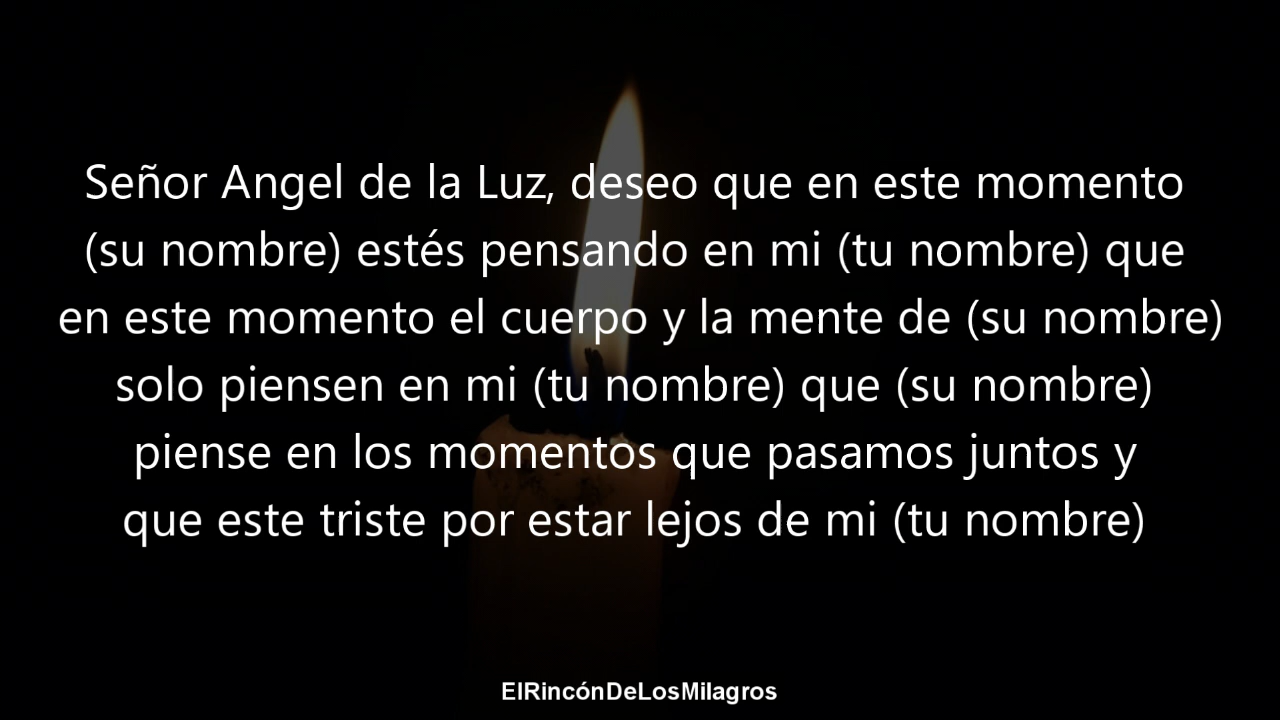 Señor Angel de la Luz, deseo que en este momento
(su nombre) estés pensando en mi (tu nombre) que
en este momento el cuerpo y la mente de (su nombre)
solo piensen en mi (tu nombre) que (su nombre)
piense en los momentos que pasamos juntos y
que este triste por estar lejos de mi (tu nombre)
ElRincónDeLosMilagros